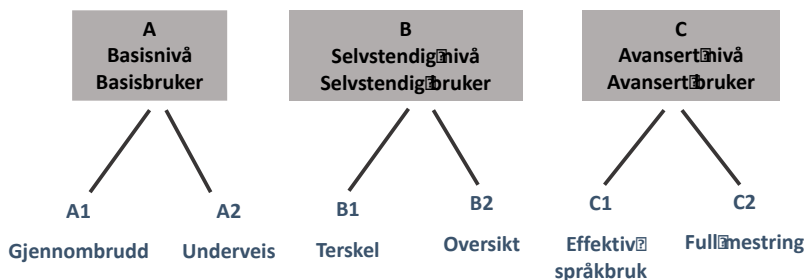 A
Basisnivå
Basisbruker
B
Selvstendig nivå
Selvstendig bruker
C
Avansert nivå
Avansert bruker
A1
Gjennombrudd
A2
Underveis
B1
Terskel
B2
Oversikt
C1
Effektiv
språkbruk
C2
Full mestring